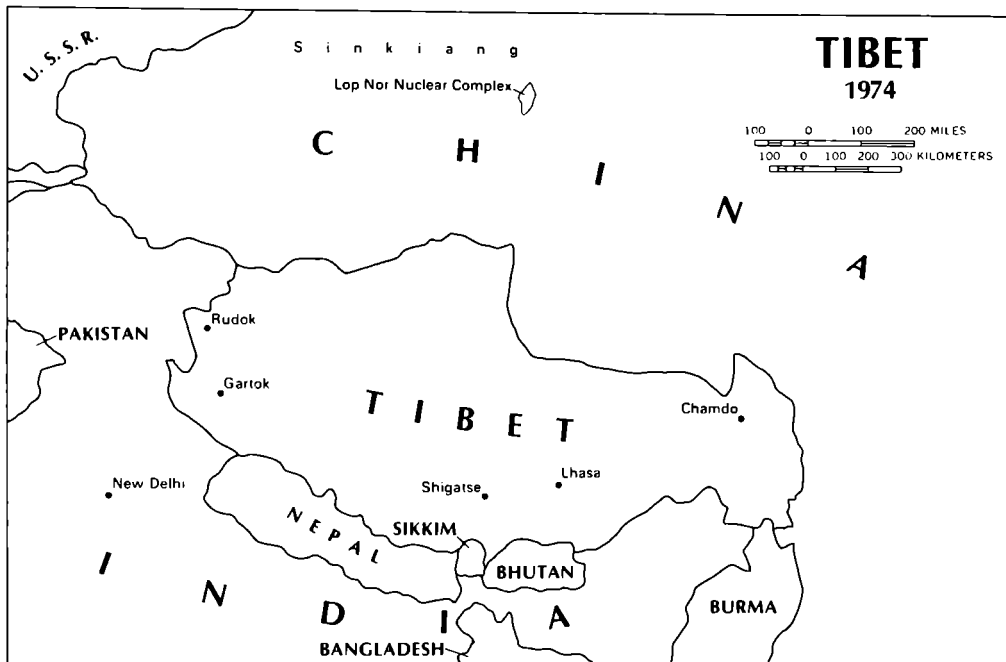 U.S.S.R.
Sinkiang
TIBET
1974
Lop Nor Nuclear Complex
100 0 100 200 MILES
100 0 100 200 300 KILOMETERS
CHINA
Rudok
PAKISTAN
Gartok
TIBET
Chamdo
New Delhi
Shigatse
Lhasa
NEPAL
SIKKIM
BHUTAN
INDIA
BURMA
BANGLADESH